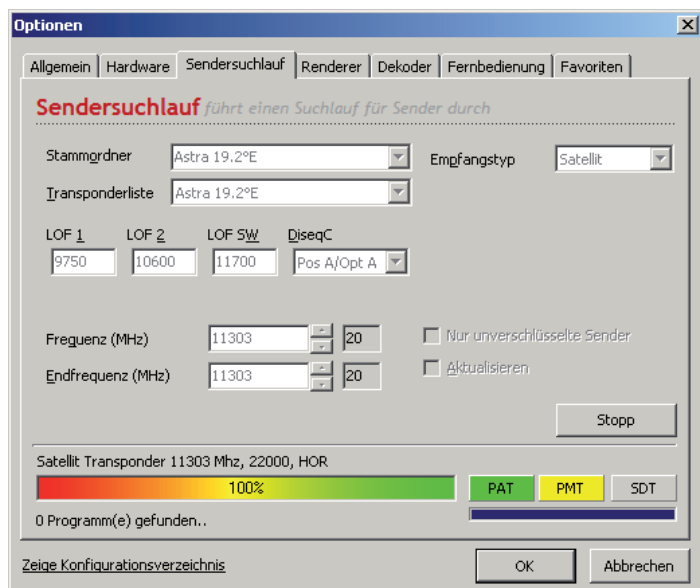 Optionen
Allgemein Hardware Sendersuchlauf Renderer Dekoder Fernbedienung Favoriten
Sendersuchlauf führt einen Suchlauf für Sender durch
Stammordner Astra 19.2°E Empfangstyp Satellit
Transponderliste Astra 19.2°E
LOF 1 LOF 2 LOF SW DiseqC
9750 10600 11700 Pos A/Opt A
Frequenz (MHz) 11303 20 Nur unverschlüsselte Sender
Endfrequenz (MHz) 11303 20 Aktualisieren
Stopp
Satellit Transponder 11303 Mhz, 22000, HOR
100% PAT PMT SDT
0 Programm(e) gefunden..
Zeige Konfigurationsverzeichnis OK Abbrechen